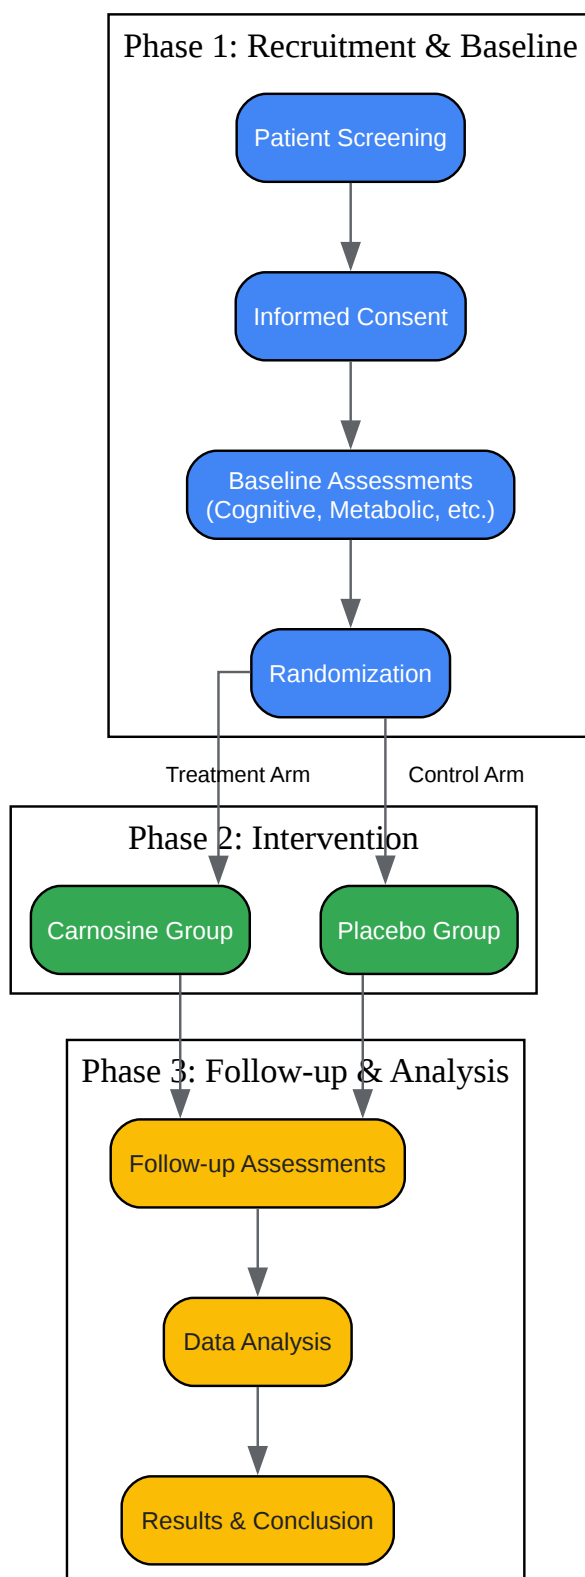 Phase 1: Recruitment & Baseline
Patient Screening
Informed Consent
Baseline Assessments
(Cognitive, Metabolic, etc.)
Randomization
Treatment Arm
Control Arm
Phase 2: Intervention
Carnosine Group
Placebo Group
Phase 3: Follow-up & Analysis
Follow-up Assessments
Data Analysis
Results & Conclusion